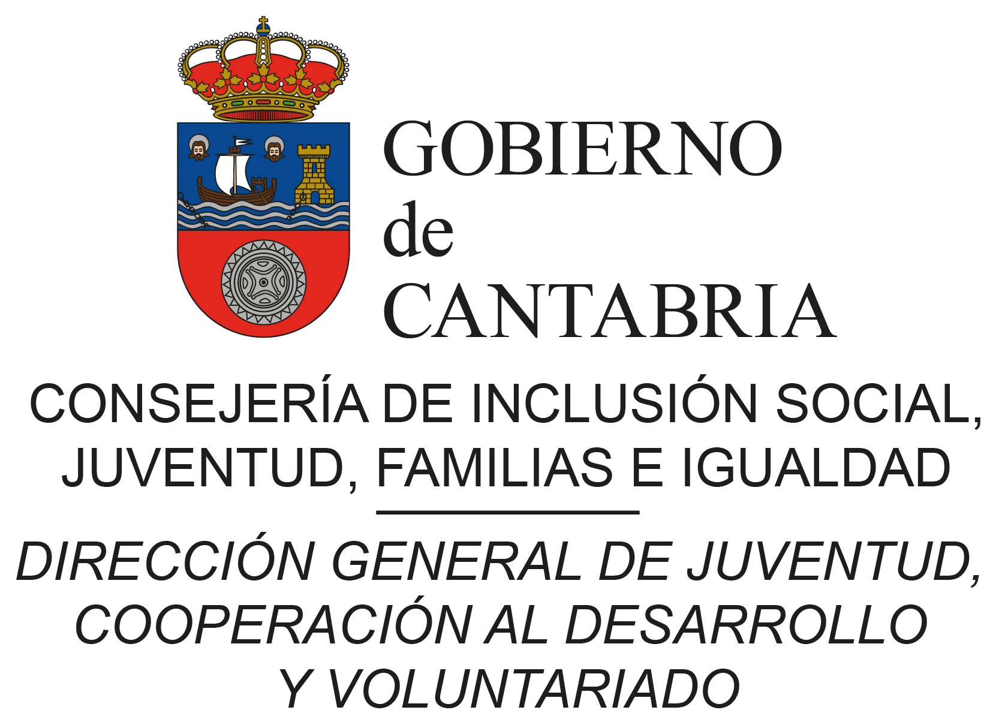 GOBIERNO
de
CANTABRIA
CONSEJERÍA DE INCLUSIÓN SOCIAL,
JUVENTUD, FAMILIAS E IGUALDAD
DIRECCIÓN GENERAL DE JUVENTUD,
COOPERACIÓN AL DESARROLLO
Y VOLUNTARIADO